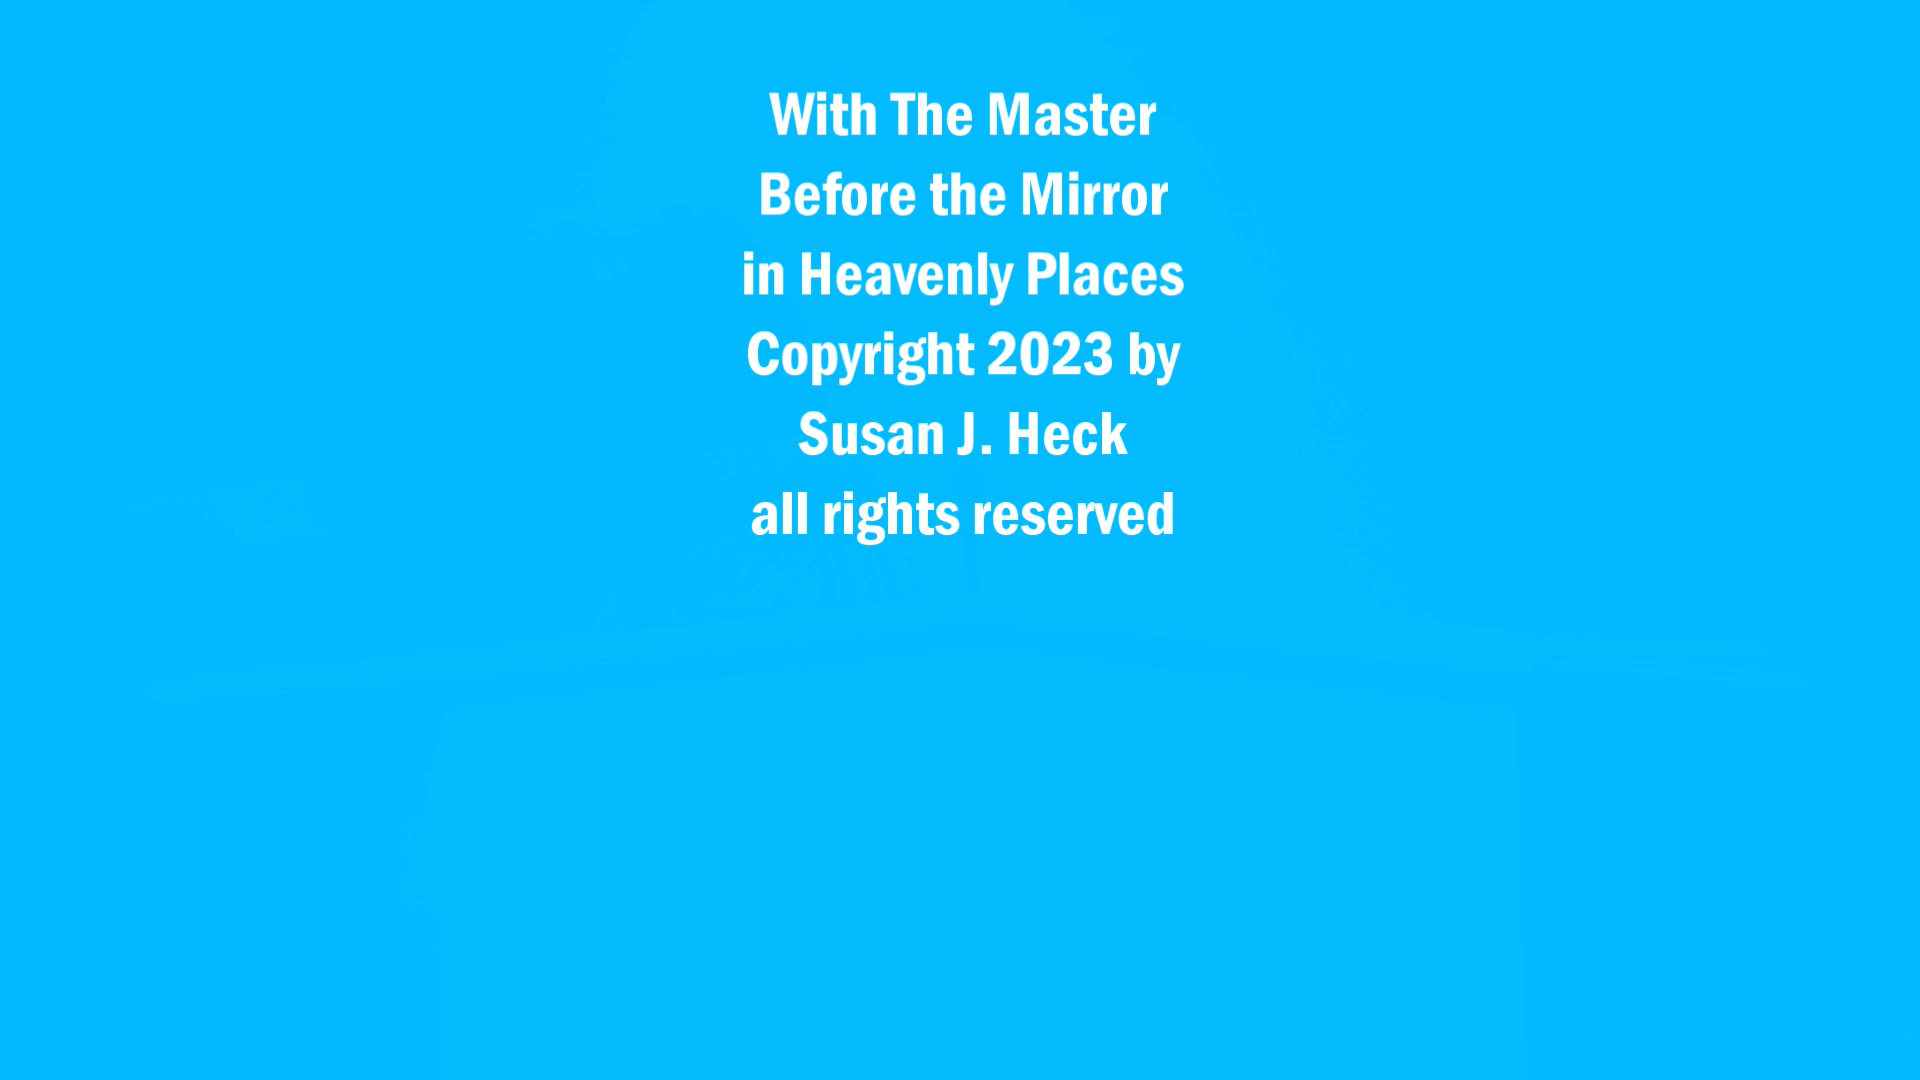 With The Master
Before the Mirror
in Heavenly Places
Copyright 2023 by
Susan J. Heck
all rights reserved